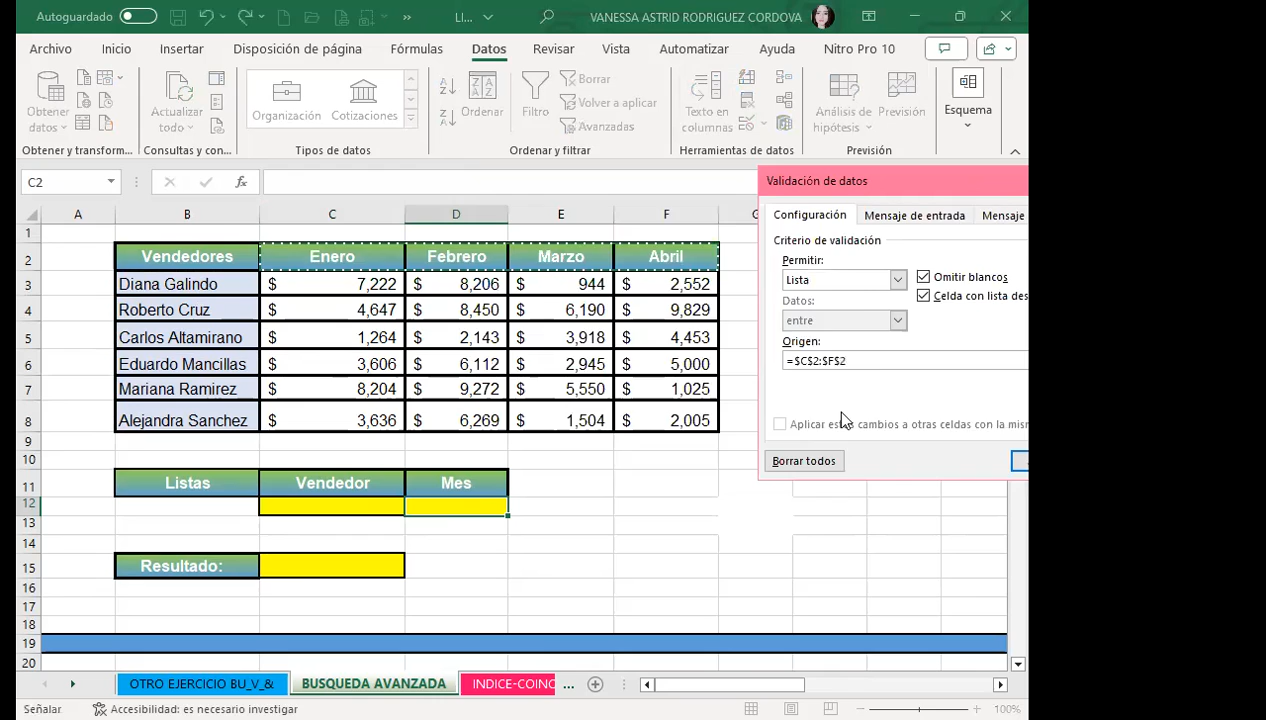 Autoguardado LI... VANESSA ASTRID RODRIGUEZ CORDOVA
Archivo Inicio Insertar Disposición de página Fórmulas Datos Revisar Vista Automatizar Ayuda Nitro Pro 10
Obtener datos Actualizar todo Organización Cotizaciones Ordenar Filtro Borrar Volver a aplicar Avanzadas Texto en columnas Análisis de hipótesis Previsión Esquema
Obtener y transform... Consultas y con... Tipos de datos Ordenar y filtrar Herramientas de datos Previsión
C2 fx
A B C D E F G
1
2 Vendedores Enero Febrero Marzo Abril
3 Diana Galindo $ 7,222 $ 8,206 $ 944 $ 2,552
4 Roberto Cruz $ 4,647 $ 8,450 $ 6,190 $ 9,829
5 Carlos Altamirano $ 1,264 $ 2,143 $ 3,918 $ 4,453
6 Eduardo Mancillas $ 3,606 $ 6,112 $ 2,945 $ 5,000
7 Mariana Ramirez $ 8,204 $ 9,272 $ 5,550 $ 1,025
8 Alejandra Sanchez $ 3,636 $ 6,269 $ 1,504 $ 2,005
9
10
11 Listas Vendedor Mes
12
13
14
15 Resultado:
16
17
18
19
20
Validación de datos
Configuración Mensaje de entrada Mensaje
Criterio de validación
Permitir:
Lista Omitir blancos
Datos: Celda con lista des
entre
Origen:
=$C$2:$F$2
Aplicar estos cambios a otras celdas con la mism
Borrar todos
OTRO EJERCICIO BU_V_& BUSQUEDA AVANZADA INDICE-COINC ...
Señalar Accesibilidad: es necesario investigar 100%